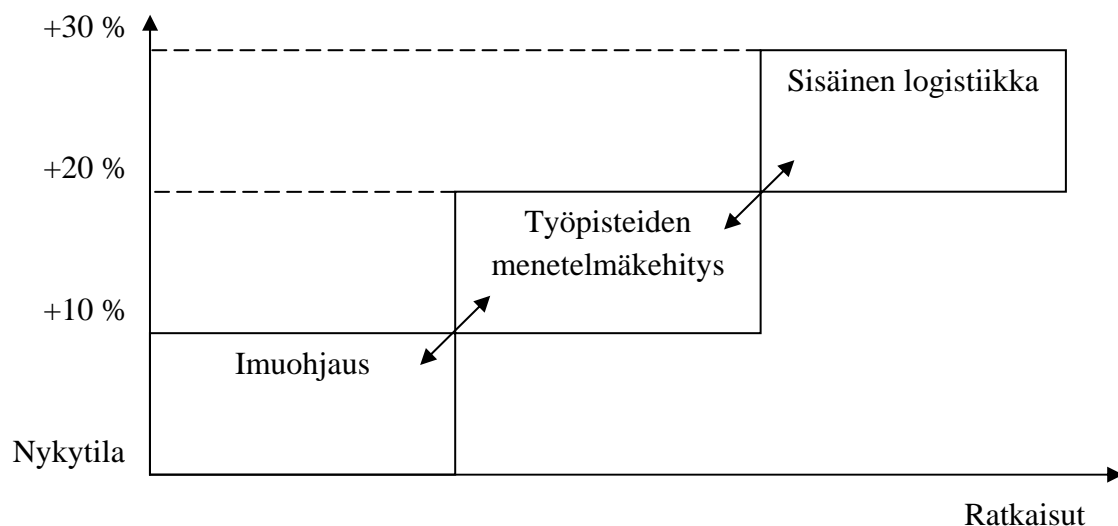 +30 %
Sisäinen logistiikka
+20 %
Työpisteiden
menetelmäkehitys
+10 %
Imuohjaus
Nykytila
Ratkaisut